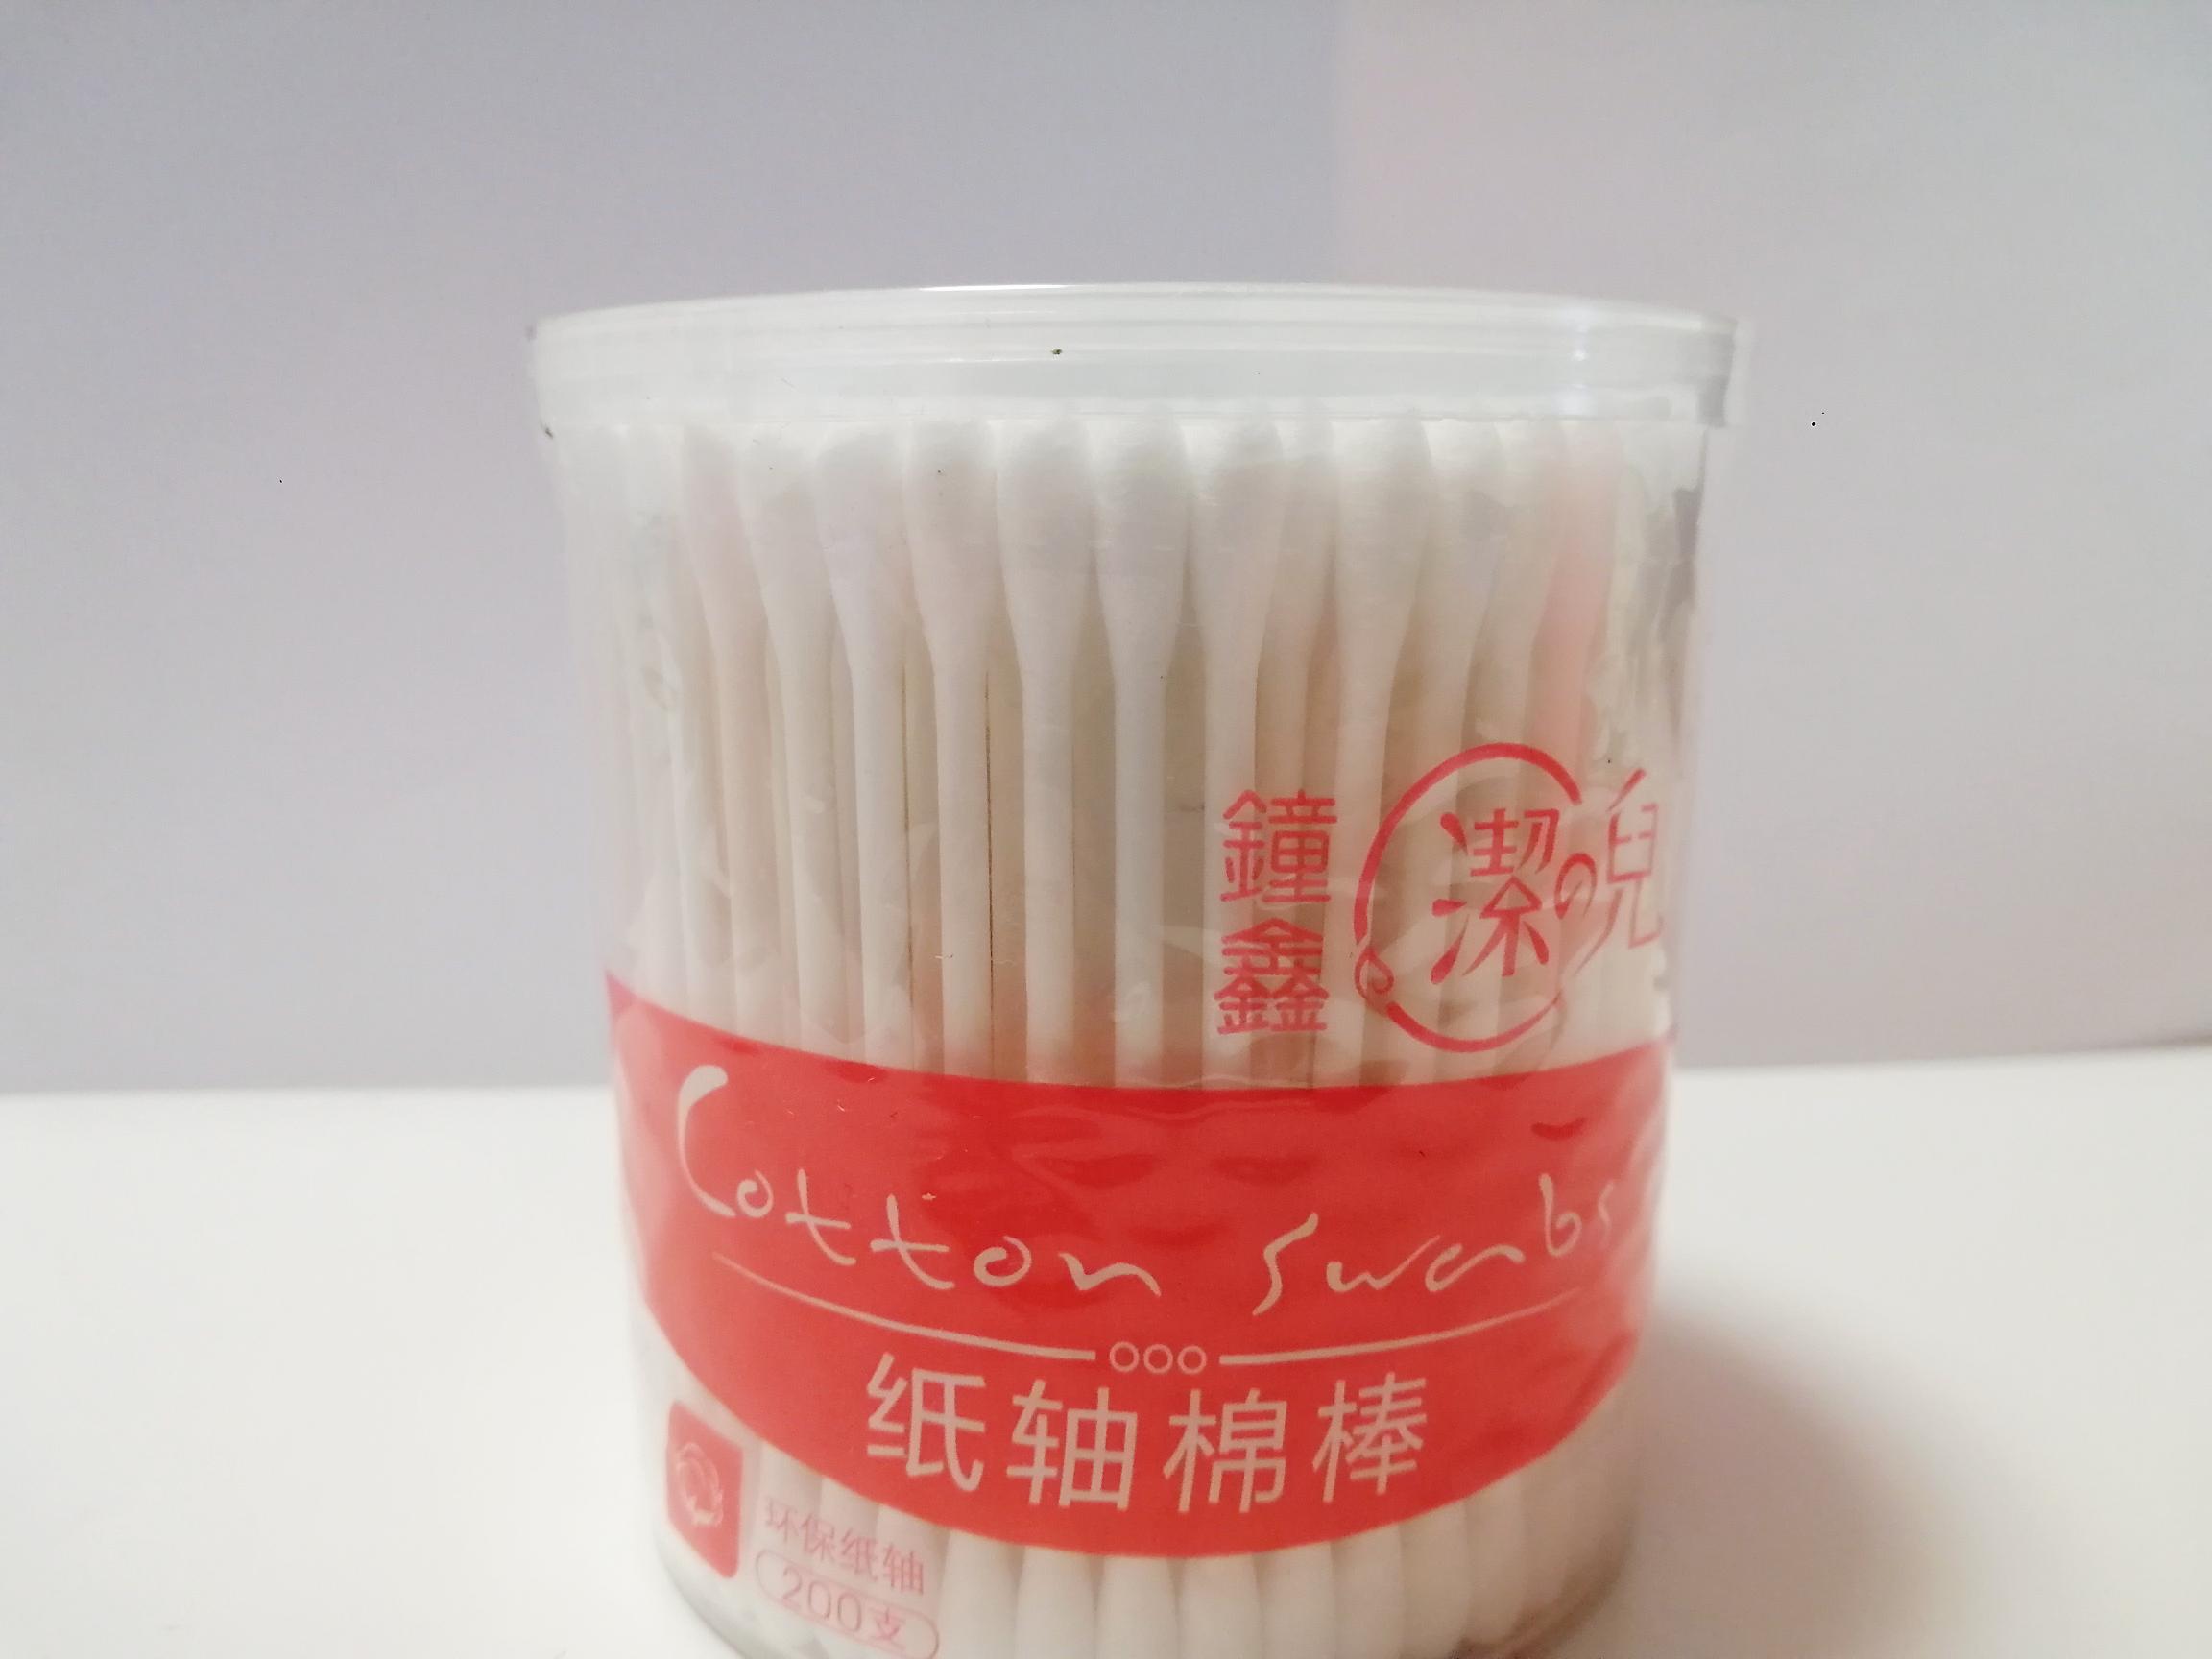 鐘鑫
潔の兒
Cotton Swabs
纸轴棉棒
环保纸轴
200支